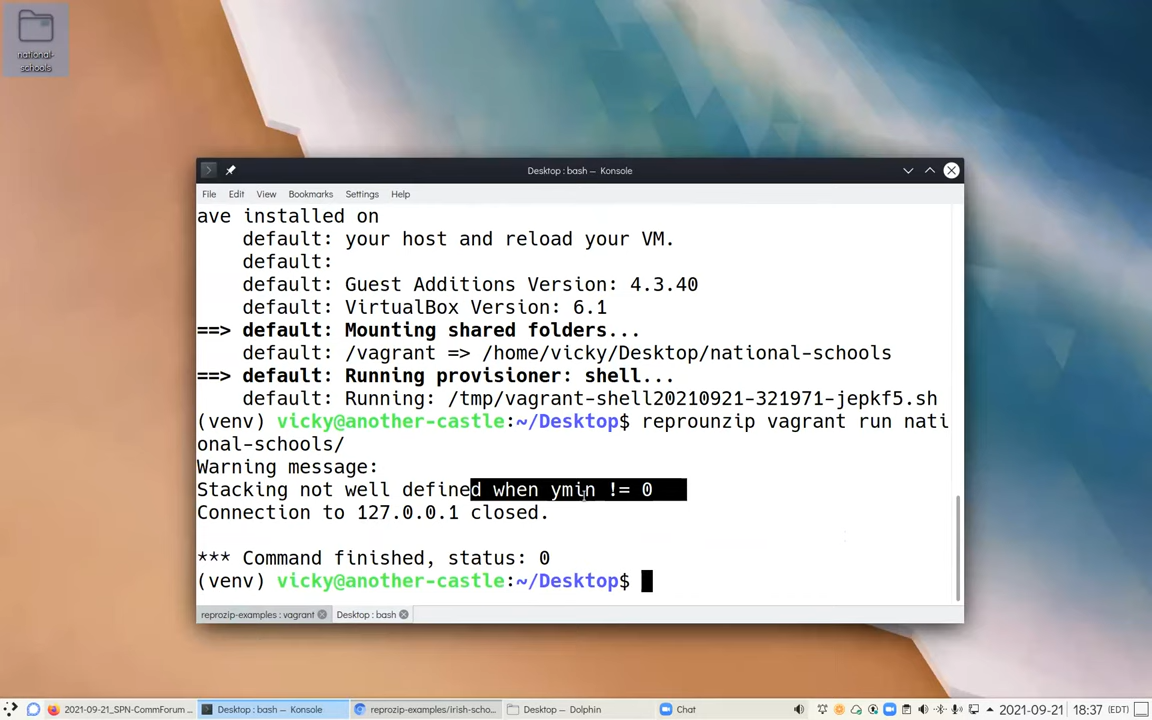 national-
schools
Desktop : bash — Konsole
File Edit View Bookmarks Settings Help
ave installed on
default: your host and reload your VM.
default:
default: Guest Additions Version: 4.3.40
default: VirtualBox Version: 6.1
==> default: Mounting shared folders...
default: /vagrant => /home/vicky/Desktop/national-schools
==> default: Running provisioner: shell...
default: Running: /tmp/vagrant-shell20210921-321971-jepkf5.sh
(venv) vicky@another-castle:~/Desktop$ reprounzip vagrant run nati
onal-schools/
Warning message:
Stacking not well defined when ymin != 0
Connection to 127.0.0.1 closed.
*** Command finished, status: 0
(venv) vicky@another-castle:~/Desktop$
reprozip-examples : vagrant Desktop : bash
2021-09-21_SPN-CommForum ... Desktop : bash — Konsole reprozip-examples/irish-scho... Desktop — Dolphin Chat 2021-09-21 18:37 (EDT)